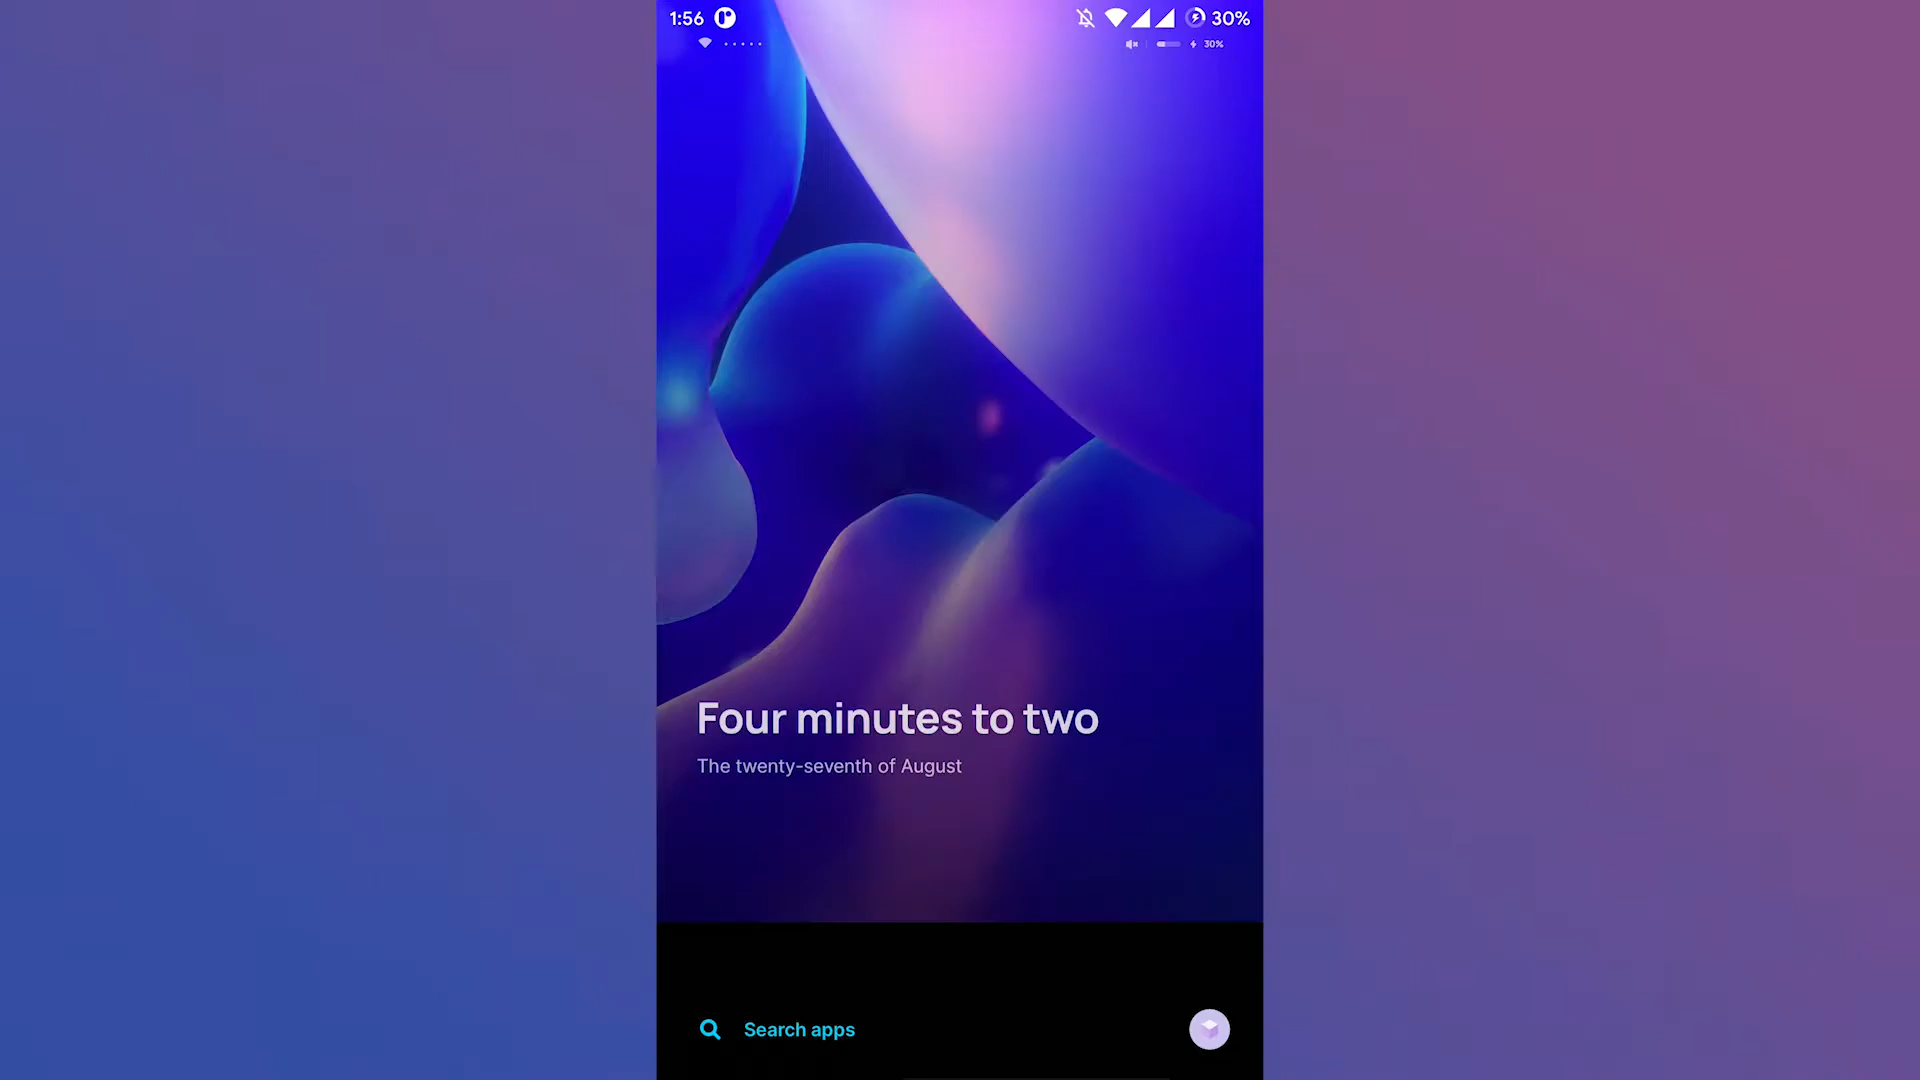 1:56 30%
30%
Four minutes to two
The twenty-seventh of August
Search apps